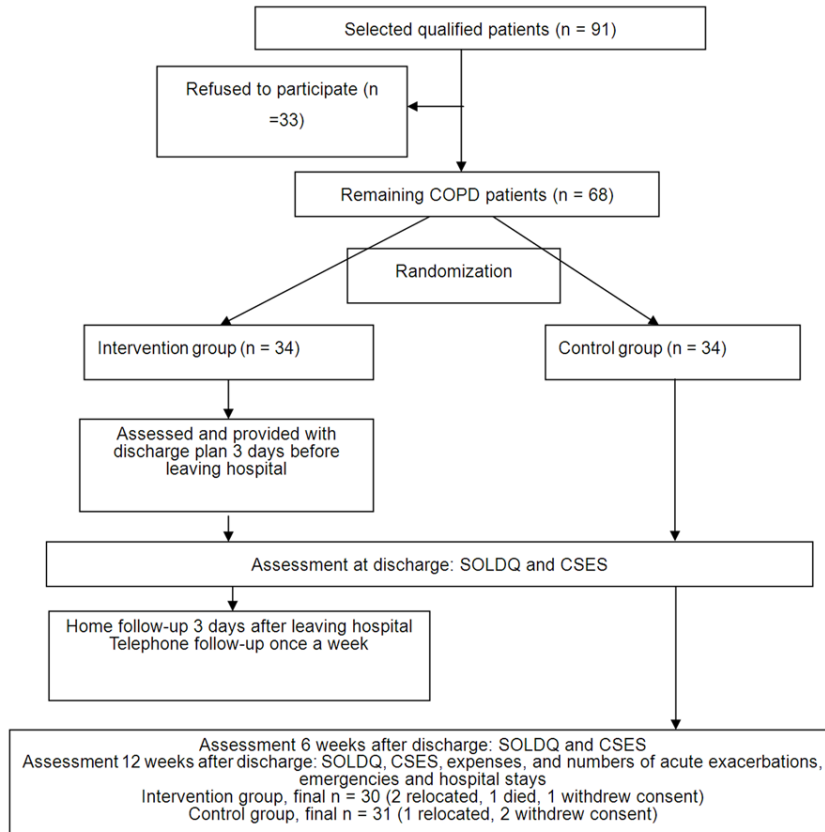 Selected qualified patients (n = 91)
Refused to participate (n
=33)
Remaining COPD patients (n = 68)
Randomization
Intervention group (n = 34)
Control group (n = 34)
Assessed and provided with
discharge plan 3 days before
leaving hospital
Assessment at discharge: SOLDQ and CSES
Home follow-up 3 days after leaving hospital
Telephone follow-up once a week
Assessment 6 weeks after discharge: SOLDQ and CSES
Assessment 12 weeks after discharge: SOLDQ, CSES, expenses, and numbers of acute exacerbations,
emergencies and hospital stays
Intervention group, final n = 30 (2 relocated, 1 died, 1 withdrew consent)
Control group, final n = 31 (1 relocated, 2 withdrew consent)